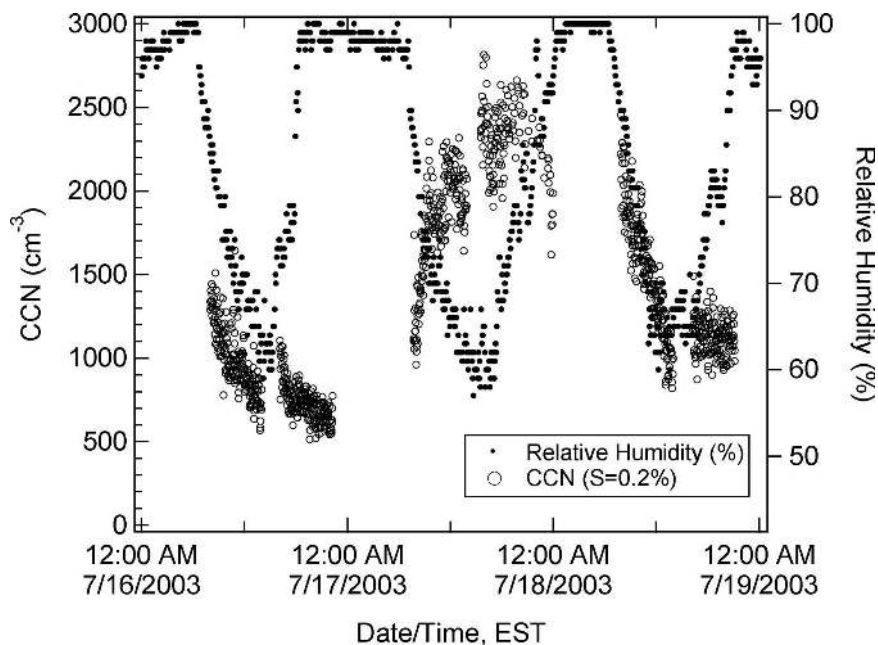 3000
2500
2000
1500
1000
500
0
CCN (cm-3)
100
90
80
70
60
50
Relative Humidity (%)
Relative Humidity (%)
CCN (S=0.2%)
12:00 AM 12:00 AM 12:00 AM 12:00 AM
7/16/2003 7/17/2003 7/18/2003 7/19/2003
Date/Time, EST